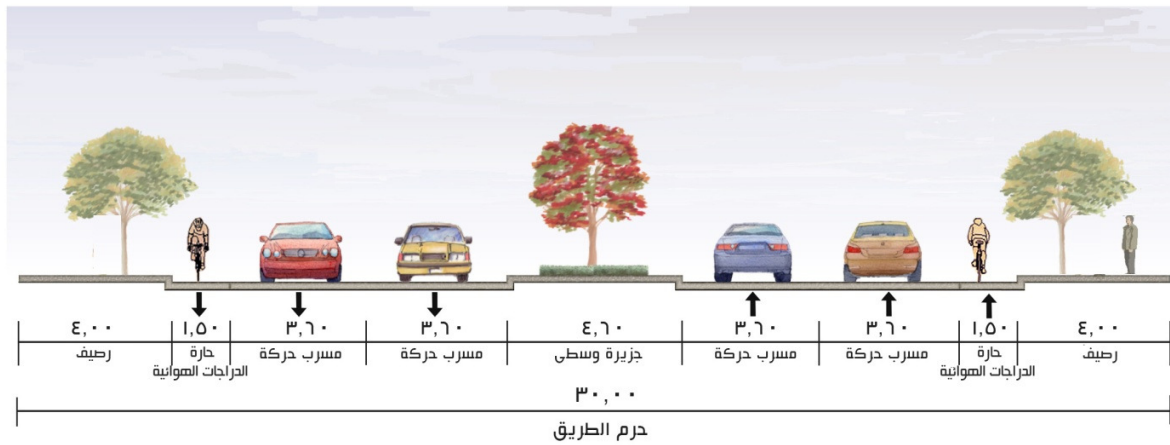 ٤,٠٠ ١,٥٠ ٣,٦٠ ٣,٦٠ ٤,٦٠ ٣,٦٠ ٣,٦٠ ١,٥٠ ٤,٠٠
رصيف حارة مسرب حركة مسرب حركة جزيرة وسطى مسرب حركة مسرب حركة حارة رصيف
الدراجات الهوائية الدراجات الهوائية
٣٠,٠٠
حرم الطريق